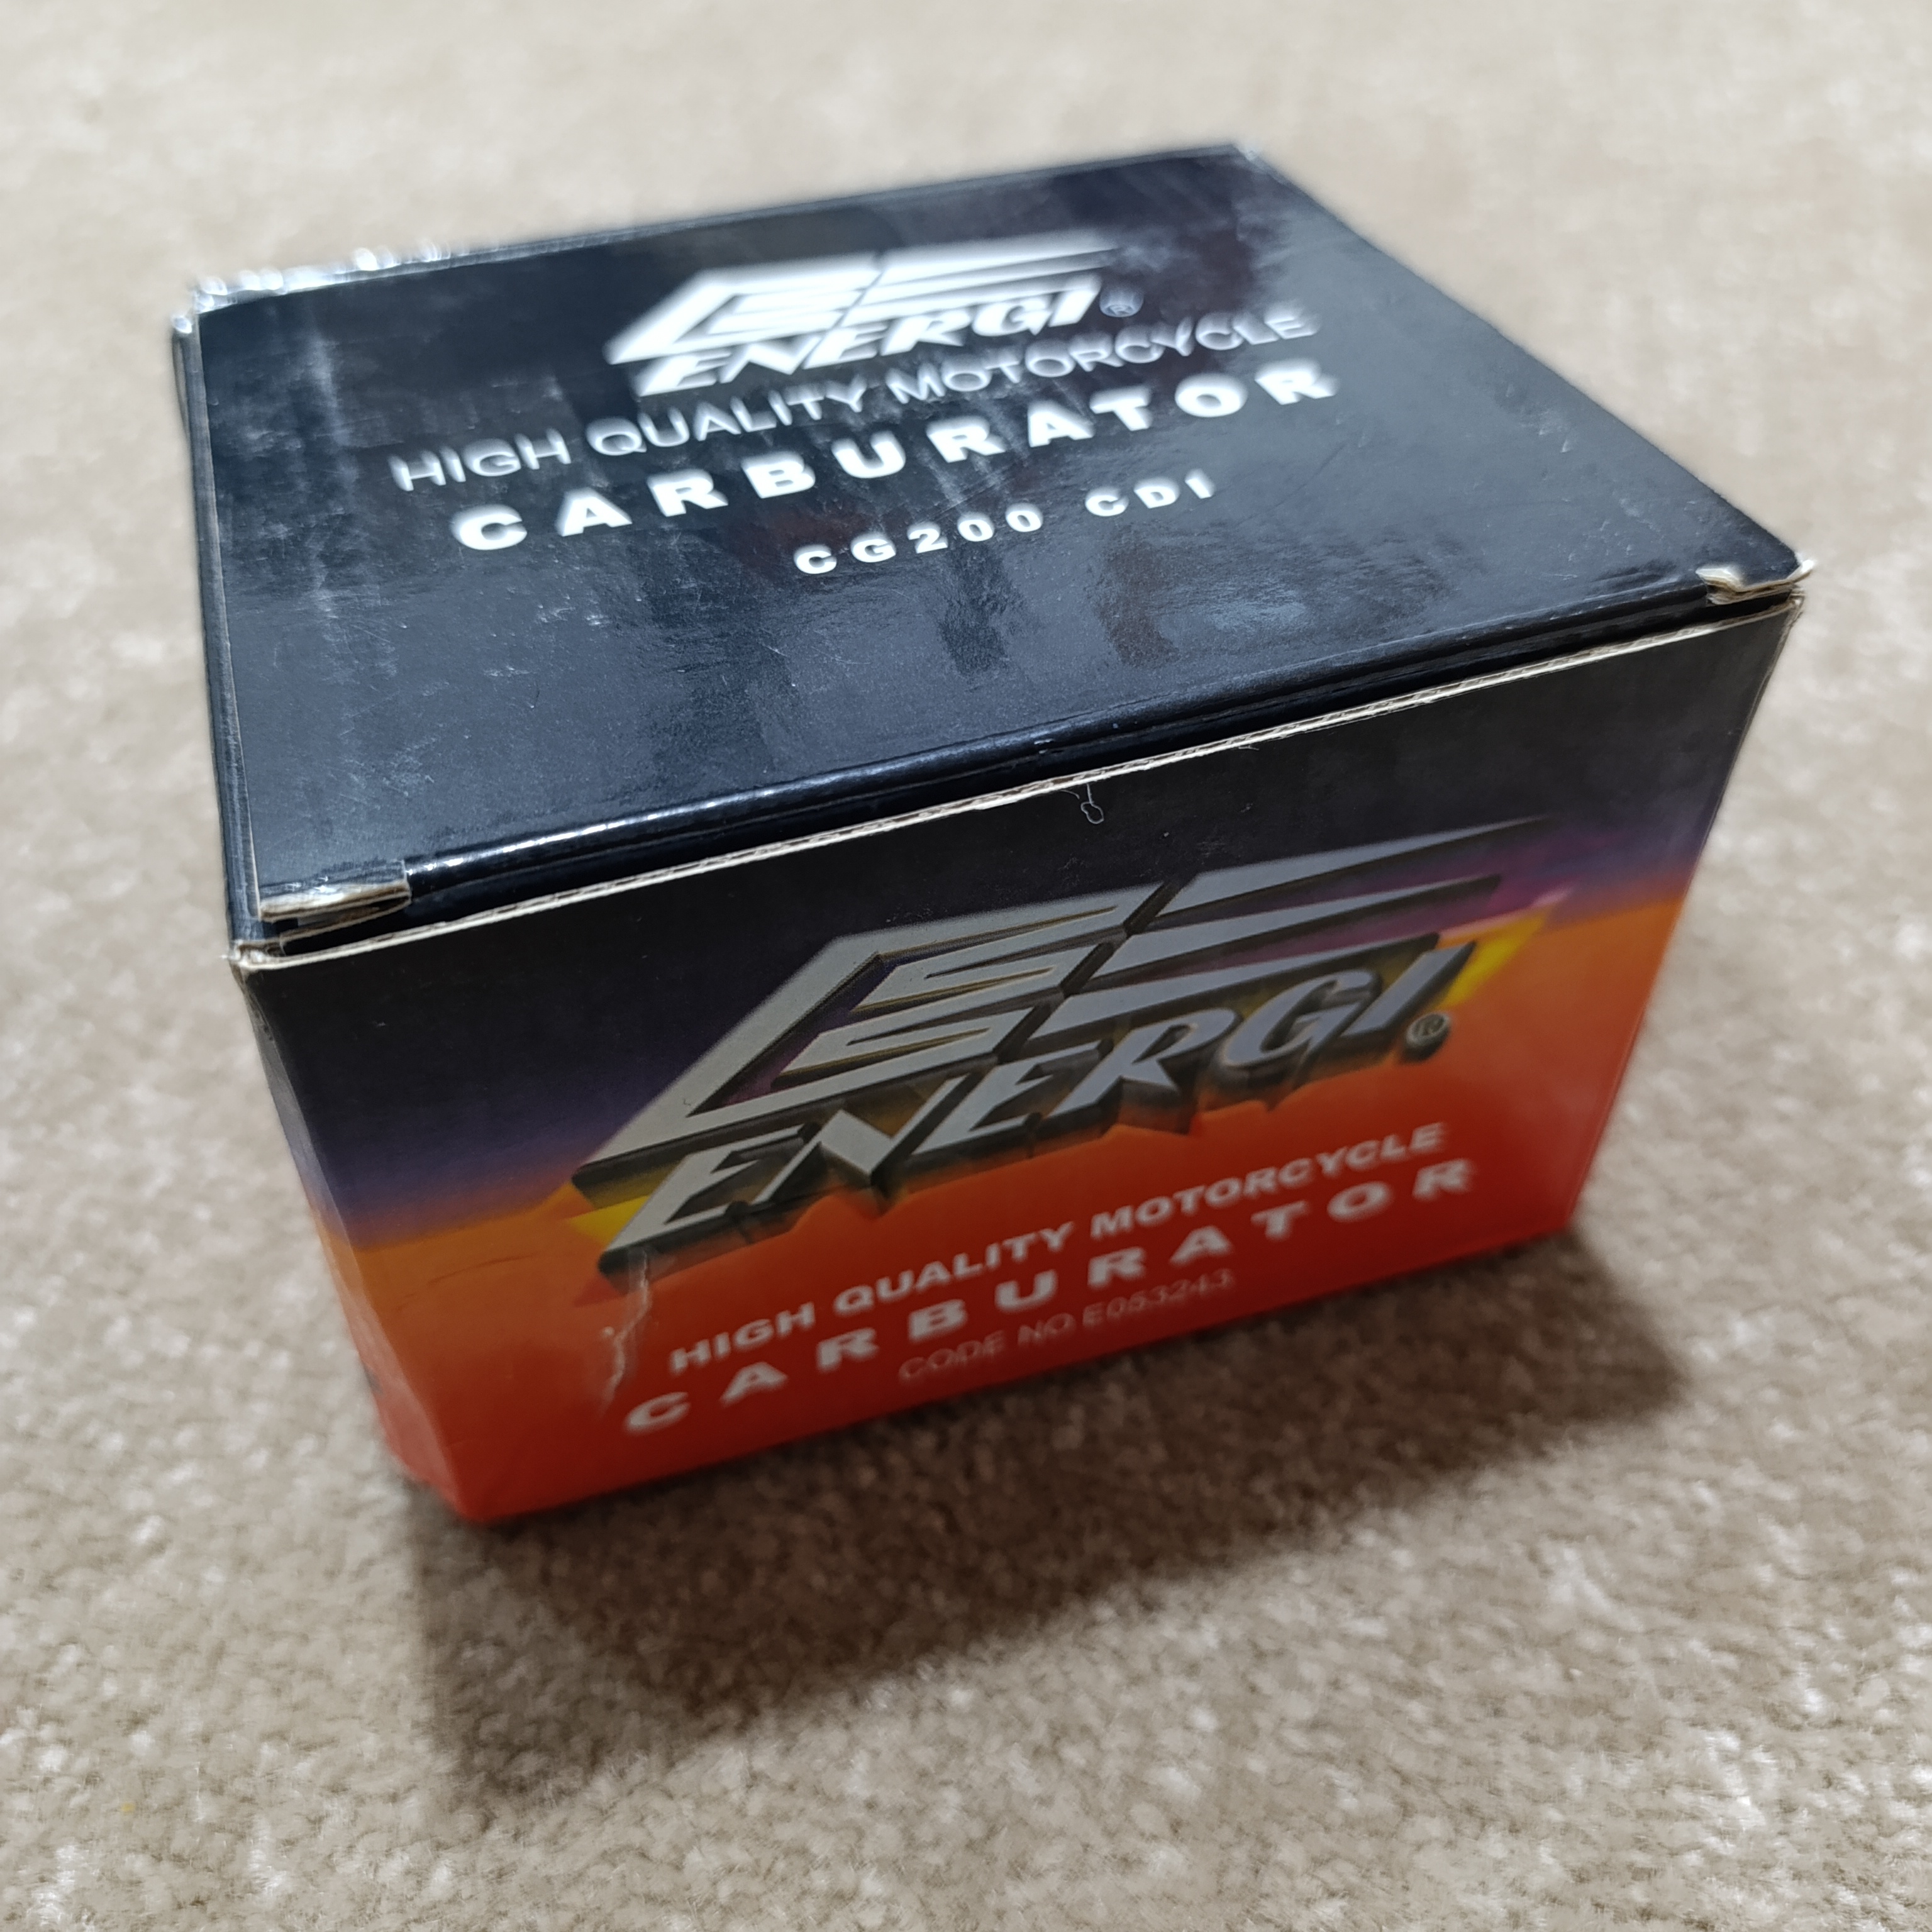 ENERGI®
HIGH QUALITY MOTORCYCLE
CARBURATOR
CG200 CDI
ENERGI®
HIGH QUALITY MOTORCYCLE
CARBURATOR
CODE NO.E053243